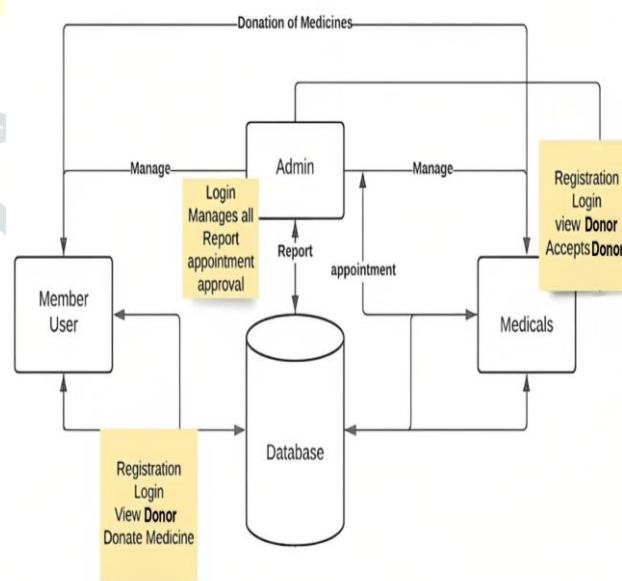 Donation of Medicines
Manage
Admin
Manage
Login
Manages all
Report
appointment
approval
Registration
Login
view Donor
Accepts Donor
Report
appointment
Member
User
Medicals
Database
Registration
Login
View Donor
Donate Medicine